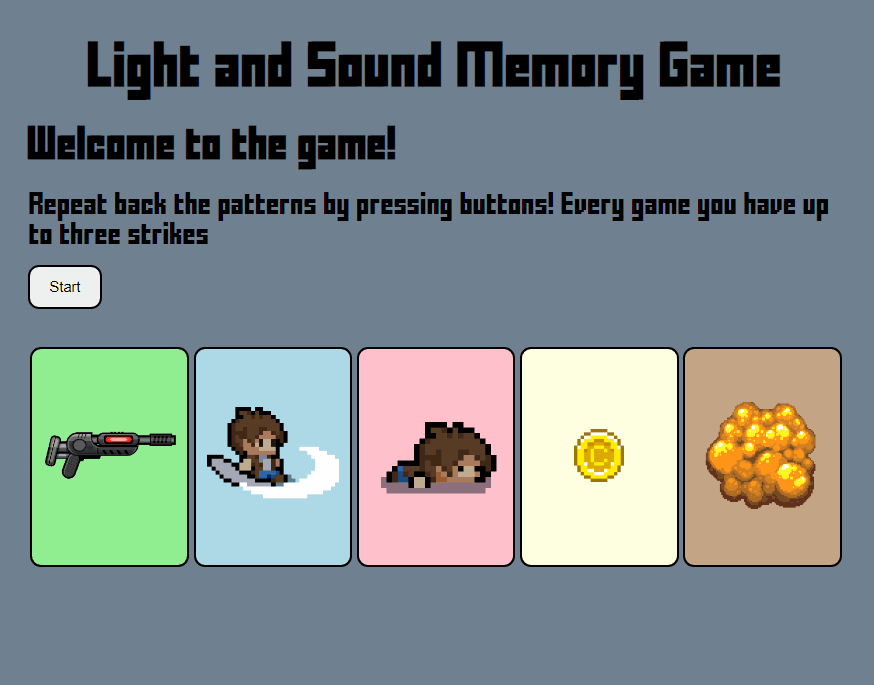 Light and Sound Memory Game
Welcome to the game!
Repeat back the patterns by pressing buttons! Every game you have up
to three strikes
Start